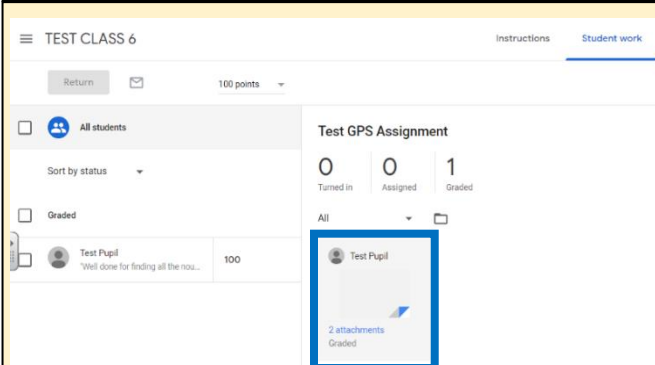 TEST CLASS 6
Instructions
Student work
Return
100 points
All students
Sort by status
Graded
Test Pupil
"Well done for finding all the nou...
100
Test GPS Assignment
0
Turned in
0
Assigned
1
Graded
All
Test Pupil
2 attachments
Graded